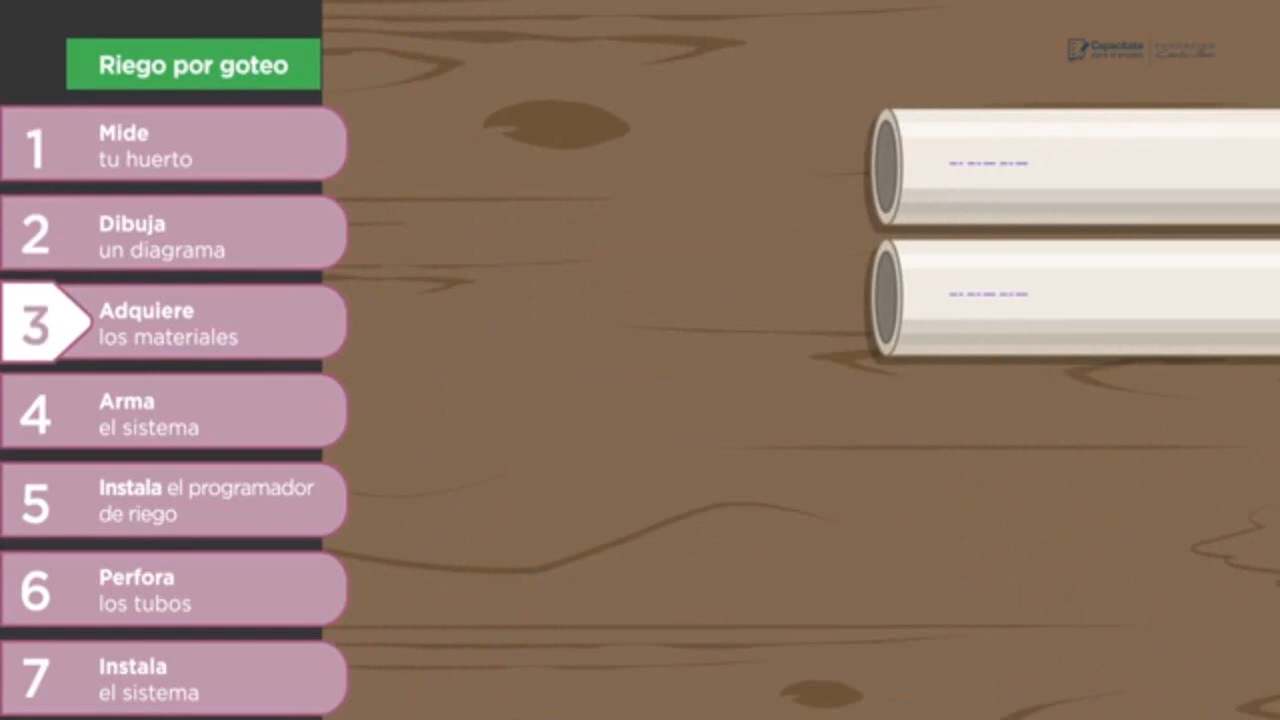 Riego por goteo
1
Mide
tu huerto
2
Dibuja
un diagrama
3
Adquiere
los materiales
4
Arma
el sistema
5
Instala el programador
de riego
6
Perfora
los tubos
7
Instala
el sistema
Capacítate